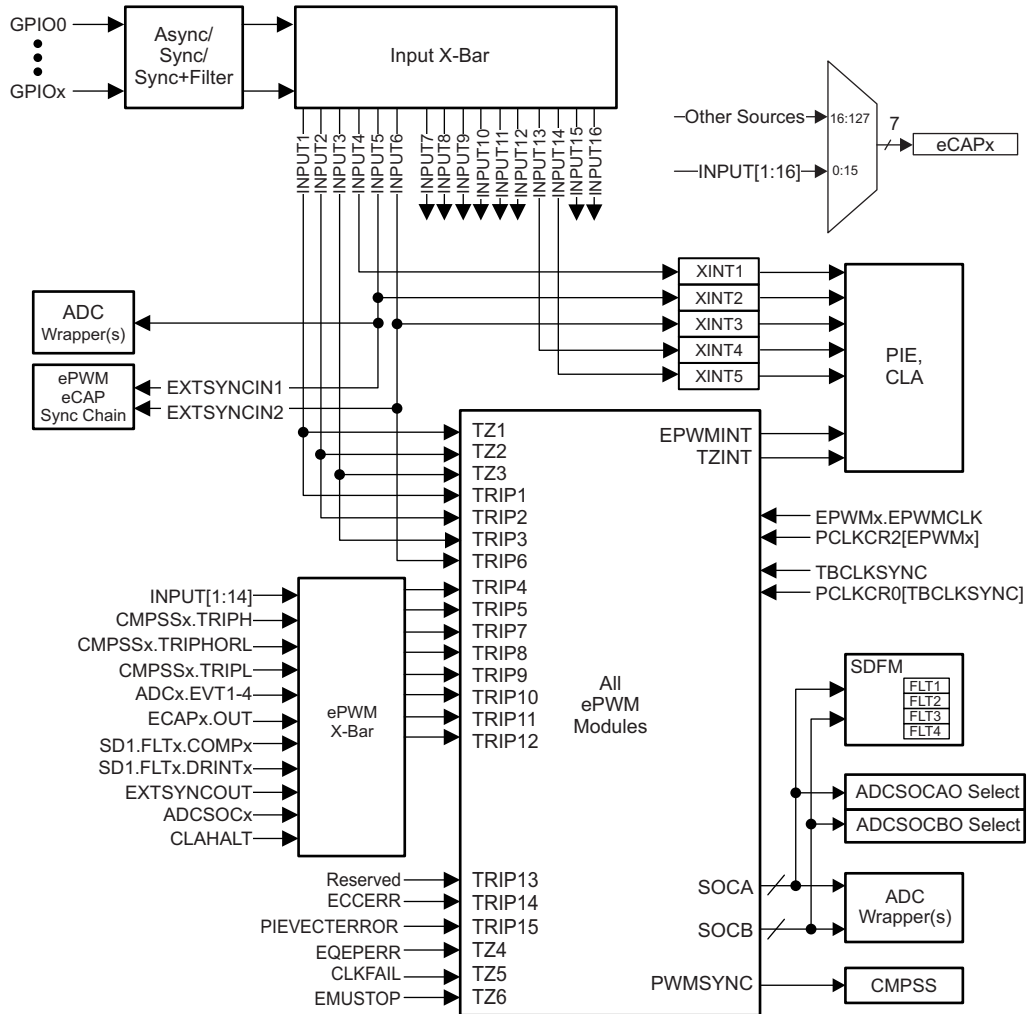 GPIO0
GPIOx
Async/
Sync/
Sync+Filter
Input X-Bar
INPUT1
INPUT2
INPUT3
INPUT4
INPUT5
INPUT6
INPUT7
INPUT8
INPUT9
INPUT10
INPUT11
INPUT12
INPUT13
INPUT14
INPUT15
INPUT16
Other Sources
16:127
INPUT[1:16]
0:15
7
eCAPx
XINT1
XINT2
XINT3
XINT4
XINT5
PIE,
CLA
ADC
Wrapper(s)
ePWM
eCAP
Sync Chain
EXTSYNCIN1
EXTSYNCIN2
TZ1
TZ2
TZ3
TRIP1
TRIP2
TRIP3
TRIP6
TRIP4
TRIP5
TRIP7
TRIP8
TRIP9
TRIP10
TRIP11
TRIP12
TRIP13
TRIP14
TRIP15
TZ4
TZ5
TZ6
INPUT[1:14]
CMPSSx.TRIPH
CMPSSx.TRIPHORL
CMPSSx.TRIPL
ADCx.EVT1-4
ECAPx.OUT
SD1.FLTx.COMPx
SD1.FLTx.DRINTx
EXTSYNCOUT
ADCSOCx
CLAHALT
ePWM
X-Bar
Reserved
ECCERR
PIEVECTERROR
EQEPERR
CLKFAIL
EMUSTOP
All
ePWM
Modules
EPWMINT
TZINT
EPWMx.EPWMCLK
PCLKCR2[EPWMx]
TBCLKSYNC
PCLKCR0[TBCLKSYNC]
SDFM
FLT1
FLT2
FLT3
FLT4
ADCSOCAO Select
ADCSOCBO Select
SOCA
SOCB
ADC
Wrapper(s)
PWMSYNC
CMPSS